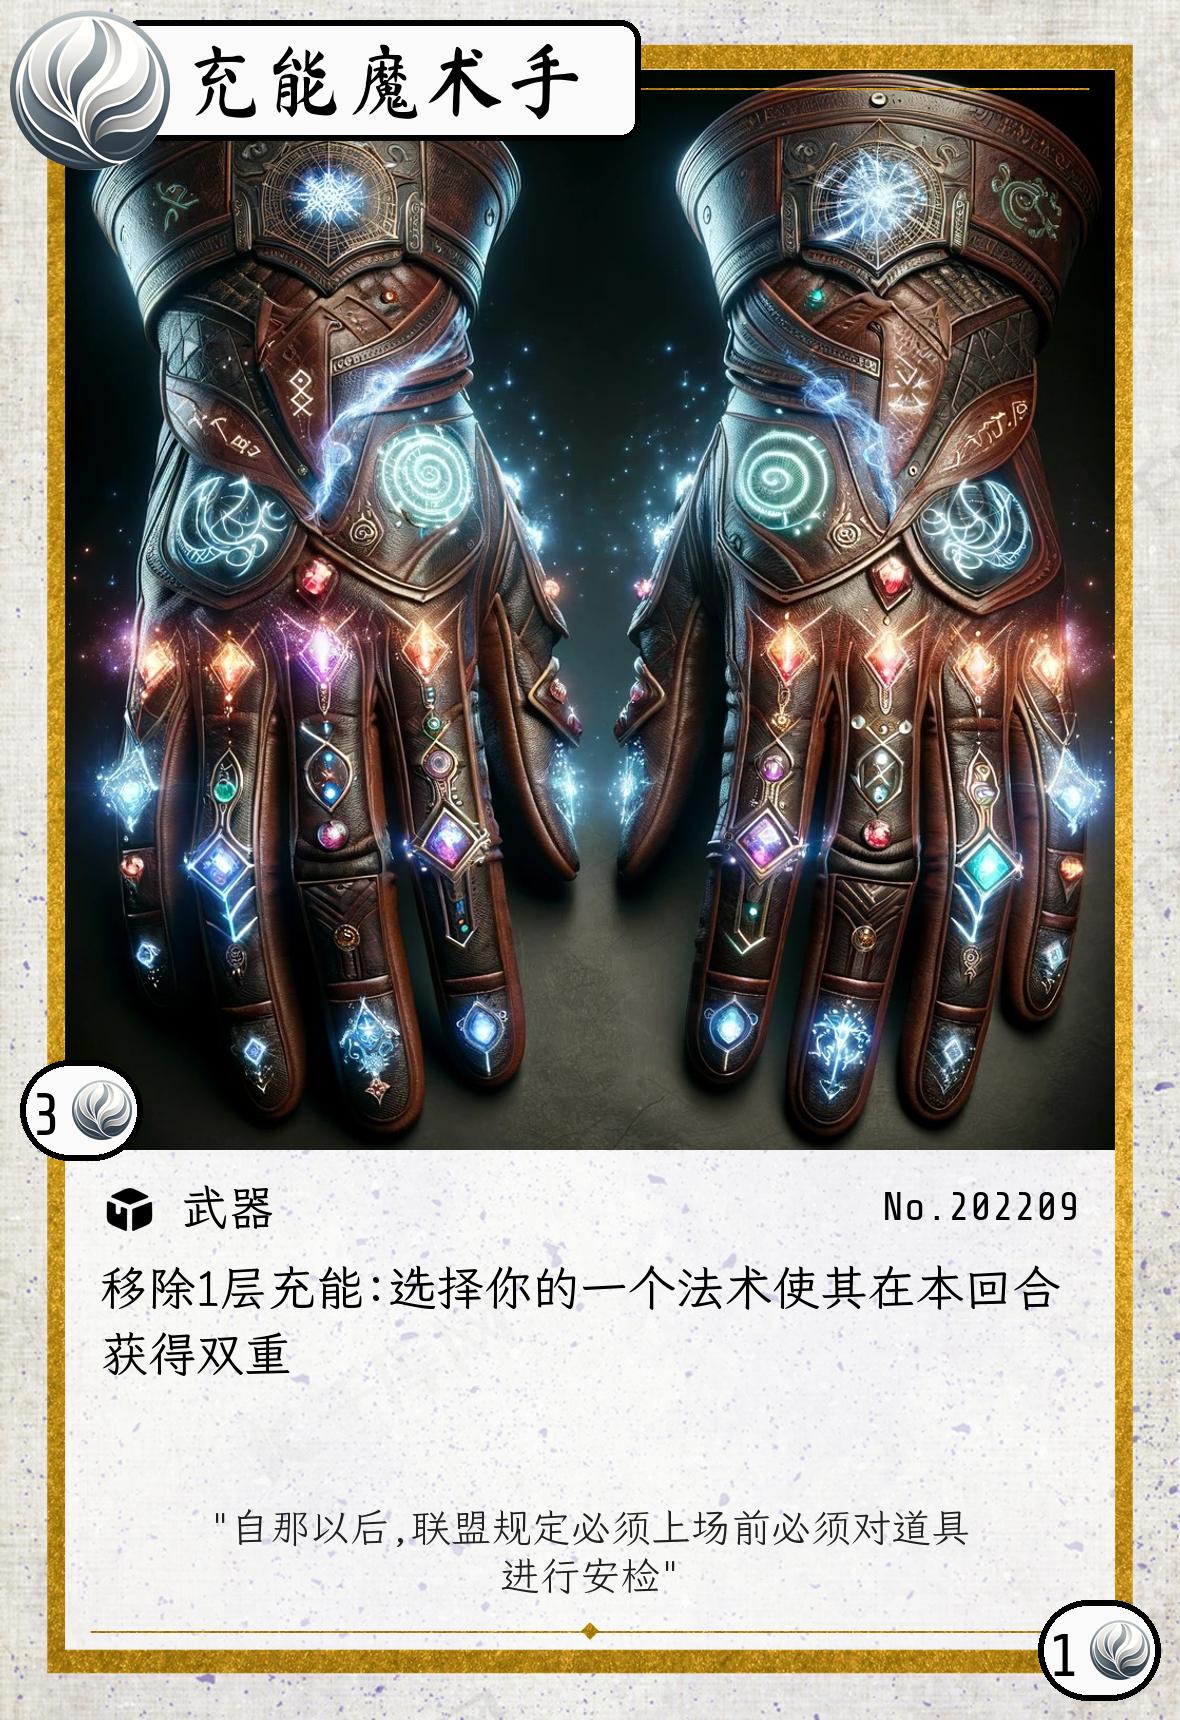 充能魔术手
3
武器
No.202209
移除1层充能:选择你的一个法术使其在本回合
获得双重
"自那以后,联盟规定必须上场前必须对道具
进行安检"
1